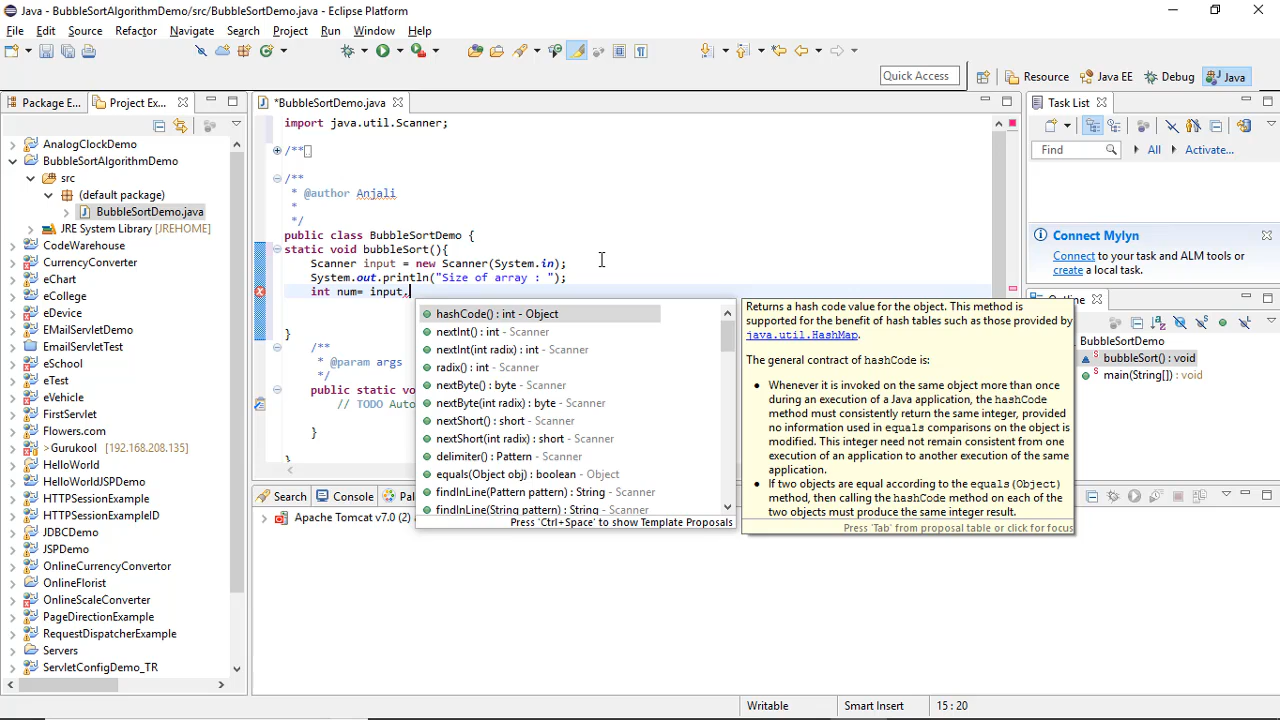 Java - BubbleSortAlgorithmDemo/src/BubbleSortDemo.java - Eclipse Platform
File Edit Source Refactor Navigate Search Project Run Window Help
Quick Access
Resource
Java EE
Debug
Java
Package E...
Project Ex...
AnalogClockDemo
BubbleSortAlgorithmDemo
src
(default package)
BubbleSortDemo.java
JRE System Library [JREHOME]
CodeWarehouse
CurrencyConverter
eChart
eCollege
eDevice
EMailServletDemo
EmailServletTest
eSchool
eTest
eVehicle
FirstServlet
Flowers.com
>Gurukool [192.168.208.135]
HelloWorld
HelloWorldJSPDemo
HTTPSessionExample
HTTPSessionExampleID
JDBCDemo
JSPDemo
OnlineCurrencyConvertor
OnlineFlorist
OnlineScaleConverter
PageDirectionExample
RequestDispatcherExample
Servers
ServletConfigDemo_TR
*BubbleSortDemo.java
import java.util.Scanner;
/**
/**
* @author Anjali
*
*/
public class BubbleSortDemo {
static void bubbleSort(){
Scanner input = new Scanner(System.in);
System.out.println("Size of array : ");
int num= input.
}
/**
* @param args
*/
public static vo
// TODO Auto
}
}
hashCode() : int - Object
nextInt() : int - Scanner
nextInt(int radix) : int - Scanner
radix() : int - Scanner
nextByte() : byte - Scanner
nextByte(int radix) : byte - Scanner
nextShort() : short - Scanner
nextShort(int radix) : short - Scanner
delimiter() : Pattern - Scanner
equals(Object obj) : boolean - Object
findInLine(Pattern pattern) : String - Scanner
findInLine(String pattern) : String - Scanner
Press 'Ctrl+Space' to show Template Proposals
Returns a hash code value for the object. This method is
supported for the benefit of hash tables such as those provided by
java.util.HashMap.
The general contract of hashCode is:
Whenever it is invoked on the same object more than once
during an execution of a Java application, the hashCode
method must consistently return the same integer, provided
no information used in equals comparisons on the object is
modified. This integer need not remain consistent from one
execution of an application to another execution of the same
application.
If two objects are equal according to the equals(Object)
method, then calling the hashCode method on each of the
two objects must produce the same integer result.
Press 'Tab' from proposal table or click for focus
Task List
Find
All
Activate...
Connect Mylyn
Connect to your task and ALM tools or
create a local task.
Outline
BubbleSortDemo
bubbleSort() : void
main(String[]) : void
Search
Console
Pal
Apache Tomcat v7.0 (2)
Writable
Smart Insert
15 : 20